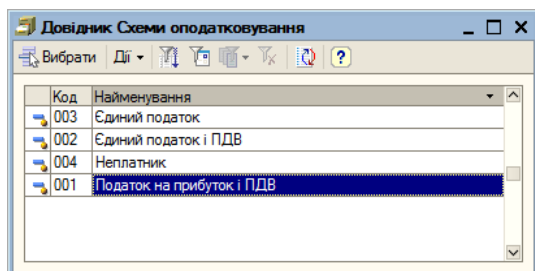 Довідник Схеми оподатковування
Вибрати Дії
Код Найменування
003 Єдиний податок
002 Єдиний податок і ПДВ
004 Неплатник
001 Податок на прибуток і ПДВ